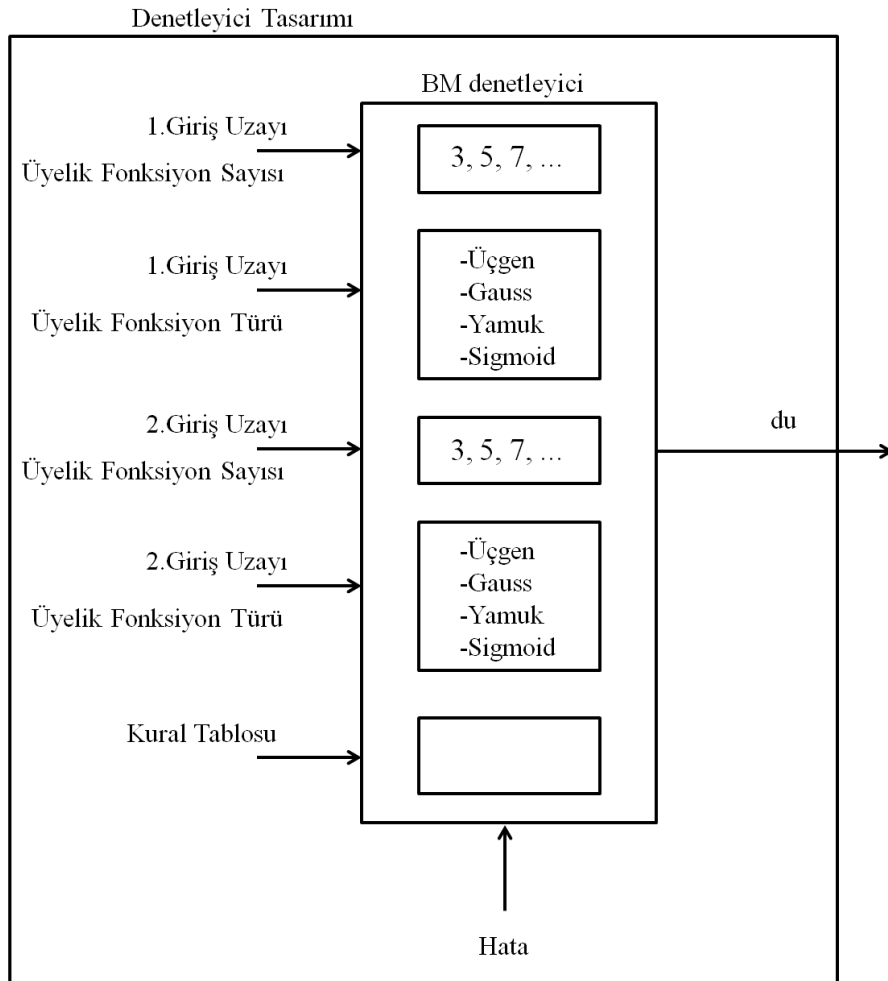 Denetleyici Tasarımı
BM denetleyici
1.Giriş Uzayı
Üyelik Fonksiyon Sayısı
3, 5, 7, ...
1.Giriş Uzayı
Üyelik Fonksiyon Türü
-Üçgen
-Gauss
-Yamuk
-Sigmoid
2.Giriş Uzayı
Üyelik Fonksiyon Sayısı
3, 5, 7, ...
du
2.Giriş Uzayı
Üyelik Fonksiyon Türü
-Üçgen
-Gauss
-Yamuk
-Sigmoid
Kural Tablosu
Hata